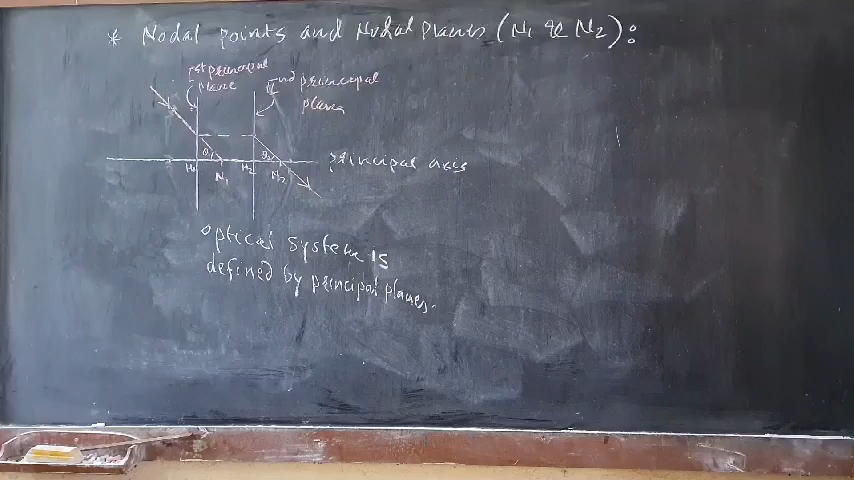 * Nodal points and Nodal Planes (N1 & N2):
1st principal
plane
IInd principal
plane
θ1 θ2
principal axis
H1 N1 H2 N2
optical system is
defined by principal planes.